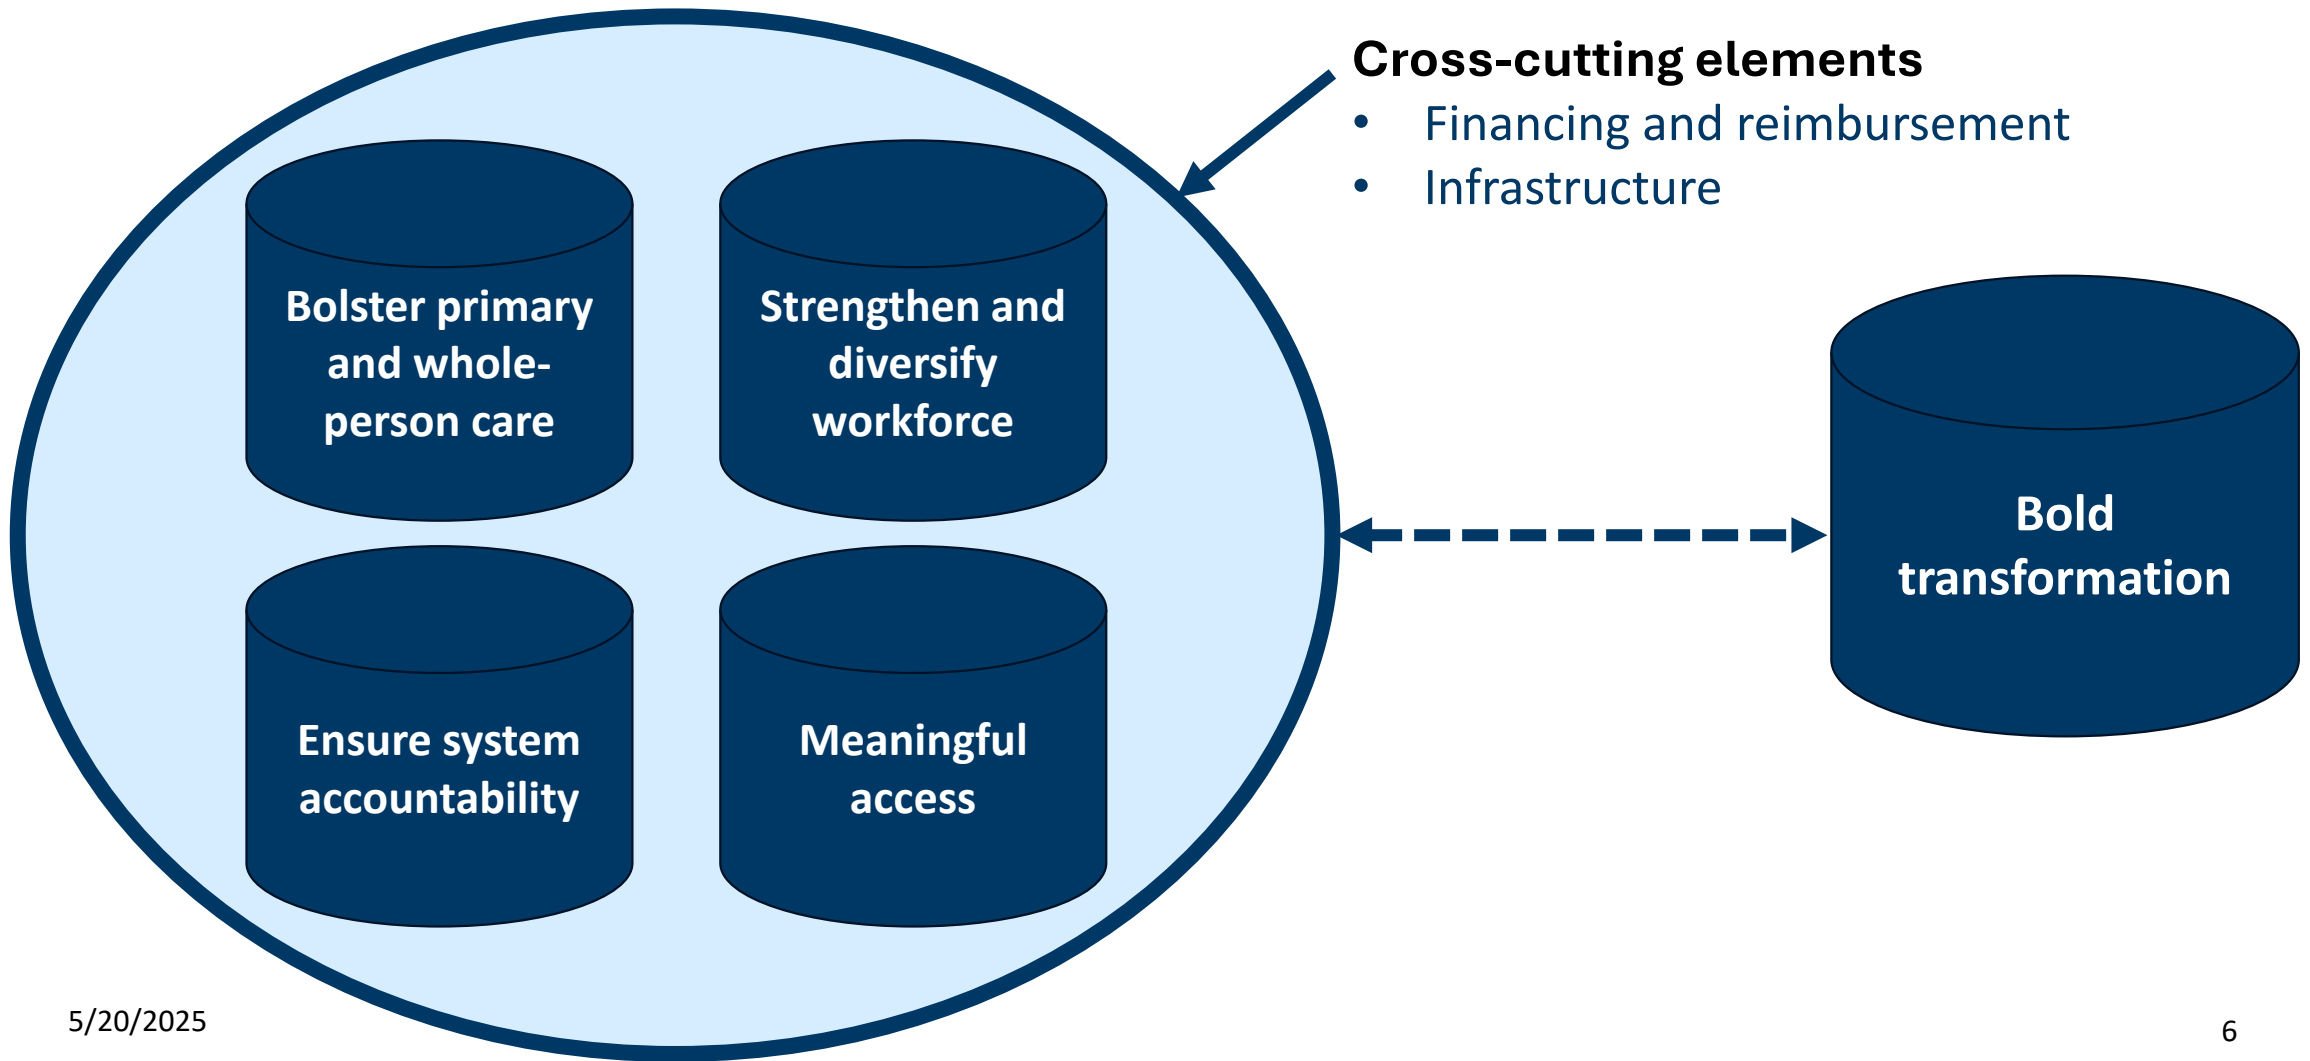 Cross-cutting elements
• Financing and reimbursement
• Infrastructure
Bolster primary
and whole-
person care
Strengthen and
diversify
workforce
Ensure system
accountability
Meaningful
access
Bold
transformation
5/20/2025
6